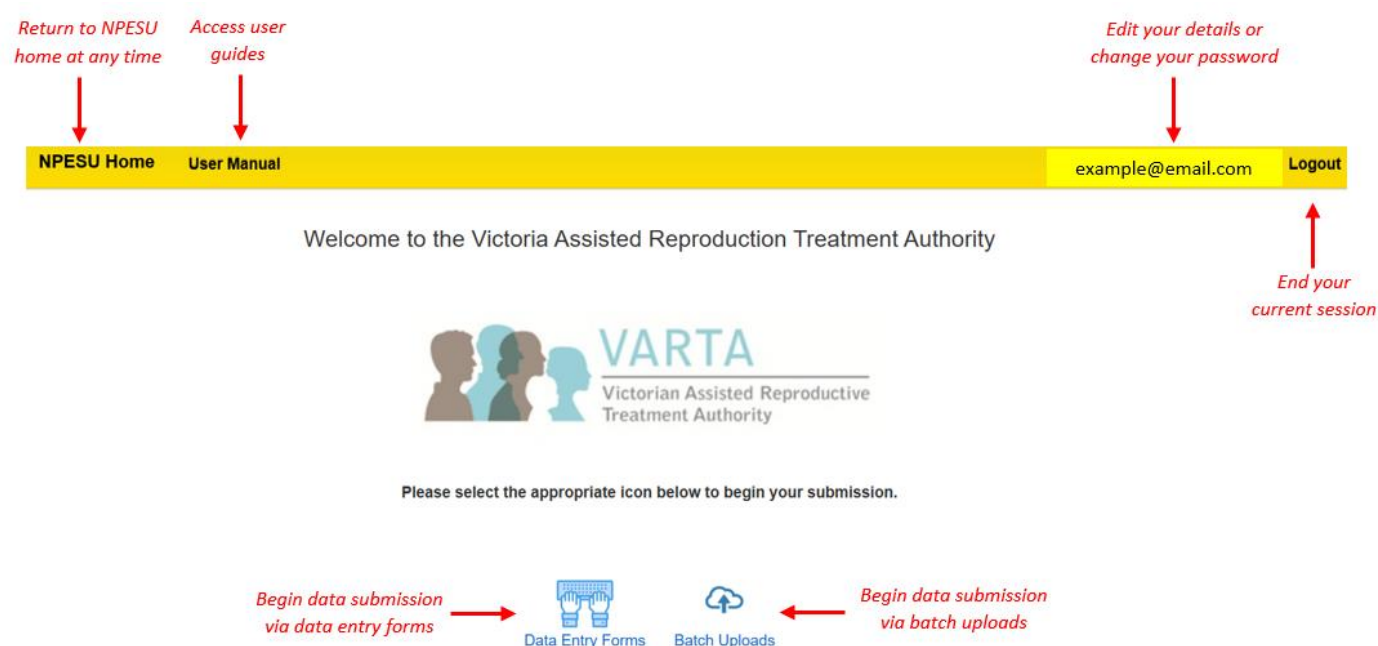 Return to NPESU
home at any time
Access user
guides
Edit your details or
change your password
NPESU Home
User Manual
example@email.com
Logout
Welcome to the Victoria Assisted Reproduction Treatment Authority
End your
current session
VARTA
Victorian Assisted Reproductive
Treatment Authority
Please select the appropriate icon below to begin your submission.
Begin data submission
via data entry forms
Data Entry Forms
Batch Uploads
Begin data submission
via batch uploads